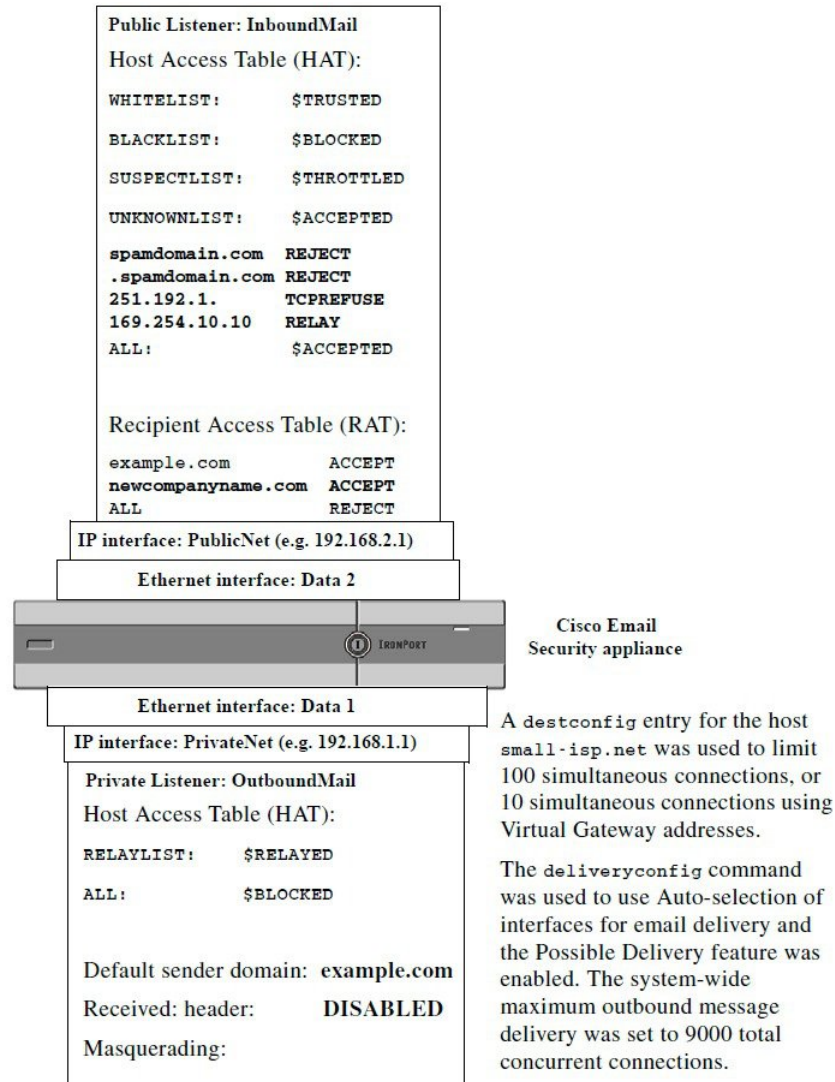 Public Listener: InboundMail
Host Access Table (HAT):
WHITELIST: $TRUSTED
BLACKLIST: $BLOCKED
SUSPECTLIST: $THROTTLED
UNKNOWNLIST: $ACCEPTED
spamdomain.com REJECT
.spamdomain.com REJECT
251.192.1. TCPREFUSE
169.254.10.10 RELAY
ALL: $ACCEPTED
Recipient Access Table (RAT):
example.com ACCEPT
newcompanyname.com ACCEPT
ALL REJECT
IP interface: PublicNet (e.g. 192.168.2.1)
Ethernet interface: Data 2
IRONPORT
Cisco Email
Security appliance
Ethernet interface: Data 1
IP interface: PrivateNet (e.g. 192.168.1.1)
Private Listener: OutboundMail
Host Access Table (HAT):
RELAYLIST: $RELAYED
ALL: $BLOCKED
Default sender domain: example.com
Received: header: DISABLED
Masquerading:
A destconfig entry for the host
small-isp.net was used to limit
100 simultaneous connections, or
10 simultaneous connections using
Virtual Gateway addresses.
The deliveryconfig command
was used to use Auto-selection of
interfaces for email delivery and
the Possible Delivery feature was
enabled. The system-wide
maximum outbound message
delivery was set to 9000 total
concurrent connections.